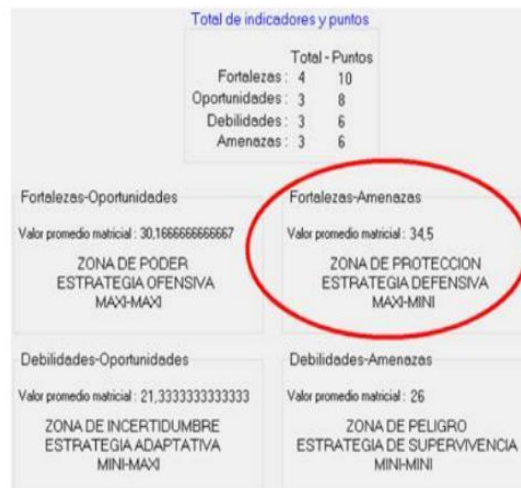 Total de indicadores y puntos
Total - Puntos
Fortalezas : 4 10
Oportunidades : 3 8
Debilidades : 3 6
Amenazas : 3 6
Fortalezas-Oportunidades
Valor promedio matricial : 30,1666666666667
ZONA DE PODER
ESTRATEGIA OFENSIVA
MAXI-MAXI
Fortalezas-Amenazas
Valor promedio matricial : 34,5
ZONA DE PROTECCION
ESTRATEGIA DEFENSIVA
MAXI-MINI
Debilidades-Oportunidades
Valor promedio matricial : 21,3333333333333
ZONA DE INCERTIDUMBRE
ESTRATEGIA ADAPTATIVA
MINI-MAXI
Debilidades-Amenazas
Valor promedio matricial : 26
ZONA DE PELIGRO
ESTRATEGIA DE SUPERVIVENCIA
MINI-MINI